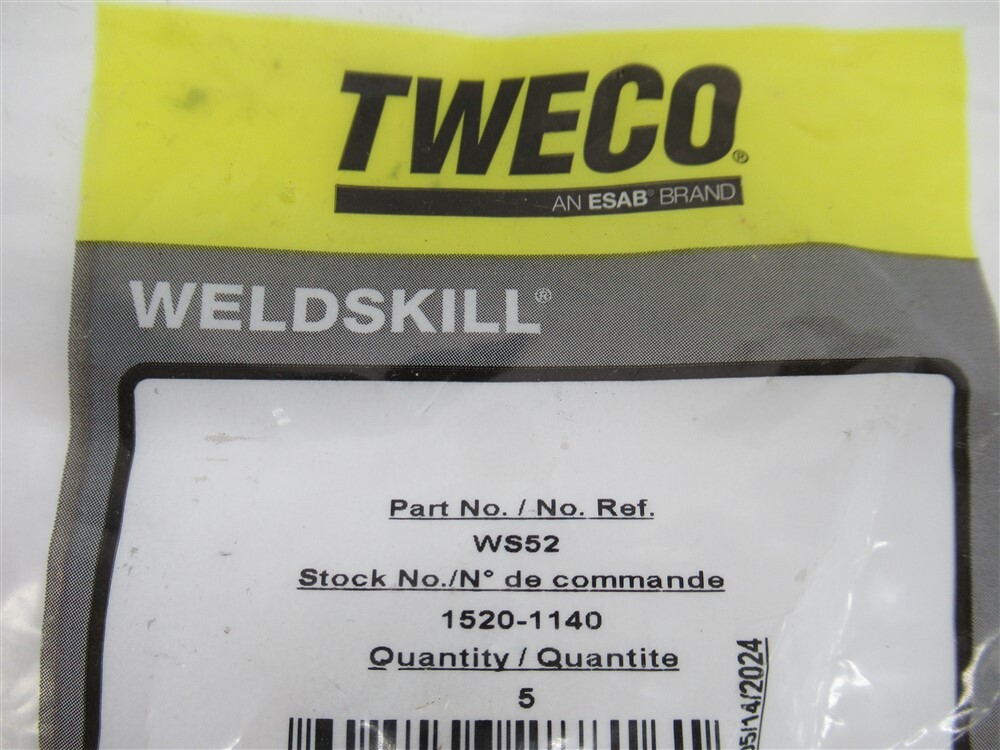 TWECO®
AN ESAB® BRAND
WELDSKILL®
Part No. / No. Ref.
WS52
Stock No./N° de commande
1520-1140
Quantity / Quantite
5
05/14/2024